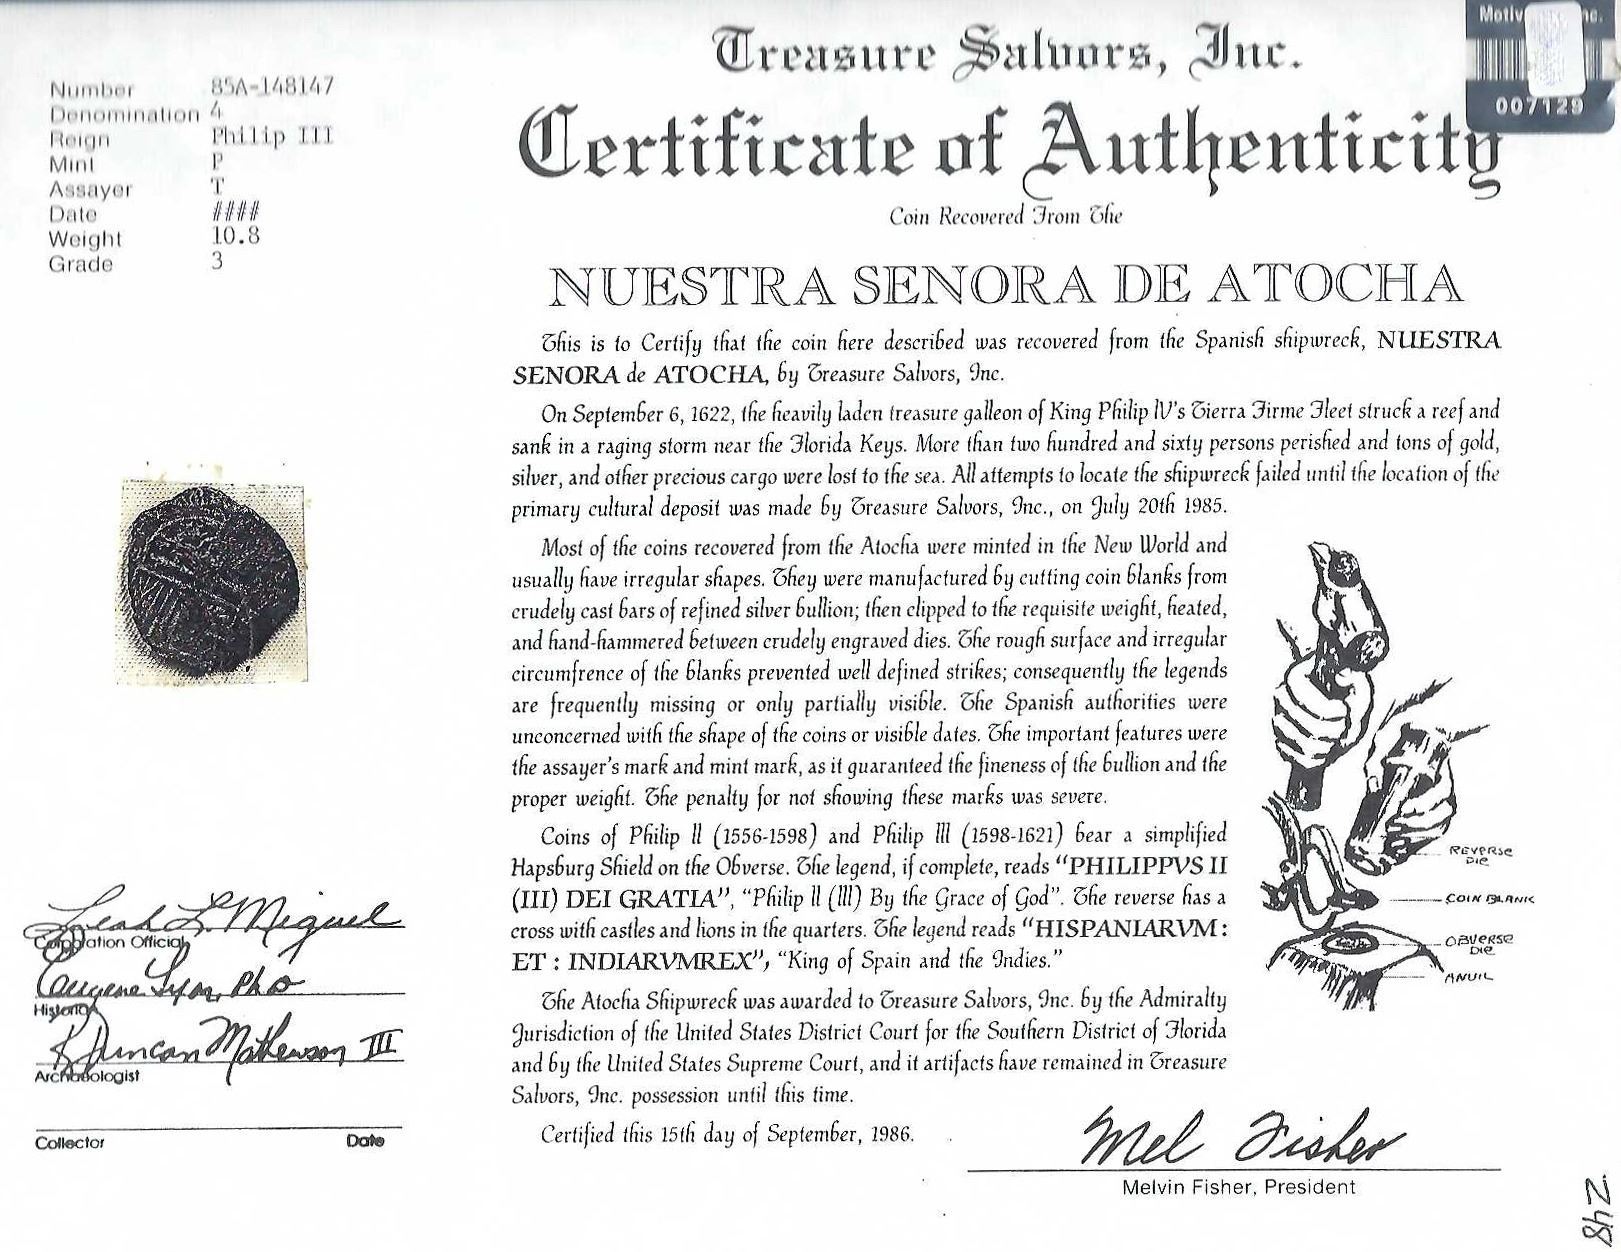 Treasure Salvors, Inc.
Certificate of Authenticity
Coin Recovered From The
NUESTRA SENORA DE ATOCHA
Number 85A-148147
Denomination 4
Reign Philip III
Mint P
Assayer T
Date ####
Weight 10.8
Grade 3
007129
This is to Certify that the coin here described was recovered from the Spanish shipwreck, NUESTRA
SENORA de ATOCHA, by Treasure Salvors, Inc.
On September 6, 1622, the heavily laden treasure galleon of King Philip IV's Tierra Firme Fleet struck a reef and
sank in a raging storm near the Florida Keys. More than two hundred and sixty persons perished and tons of gold,
silver, and other precious cargo were lost to the sea. All attempts to locate the shipwreck failed until the location of the
primary cultural deposit was made by Treasure Salvors, Inc., on July 20th 1985.
Most of the coins recovered from the Atocha were minted in the New World and
usually have irregular shapes. They were manufactured by cutting coin blanks from
crudely cast bars of refined silver bullion; then clipped to the requisite weight, heated,
and hand-hammered between crudely engraved dies. The rough surface and irregular
circumfrence of the blanks prevented well defined strikes; consequently the legends
are frequently missing or only partially visible. The Spanish authorities were
unconcerned with the shape of the coins or visible dates. The important features were
the assayer's mark and mint mark, as it guaranteed the fineness of the bullion and the
proper weight. The penalty for not showing these marks was severe.
Coins of Philip II (1556-1598) and Philip III (1598-1621) bear a simplified
Hapsburg Shield on the Obverse. The legend, if complete, reads "PHILIPPVS II
(III) DEI GRATIA", "Philip II (III) By the Grace of God". The reverse has a
cross with castles and lions in the quarters. The legend reads "HISPANIARVM :
ET : INDIARVMREX", "King of Spain and the Indies."
The Atocha Shipwreck was awarded to Treasure Salvors, Inc. by the Admiralty
Jurisdiction of the United States District Court for the Southern District of Florida
and by the United States Supreme Court, and it artifacts have remained in Treasure
Salvors, Inc. possession until this time.
Certified this 15th day of September, 1986.
REVERSE
DIE
COIN BLANK
OBVERSE
DIE
ANVIL
Leah L. Miguel
Corporation Official
Eugene Lyon, PhD
Historian
R Duncan Mathewson III
Archaeologist
Collector Date
Mel Fisher
Melvin Fisher, President
248